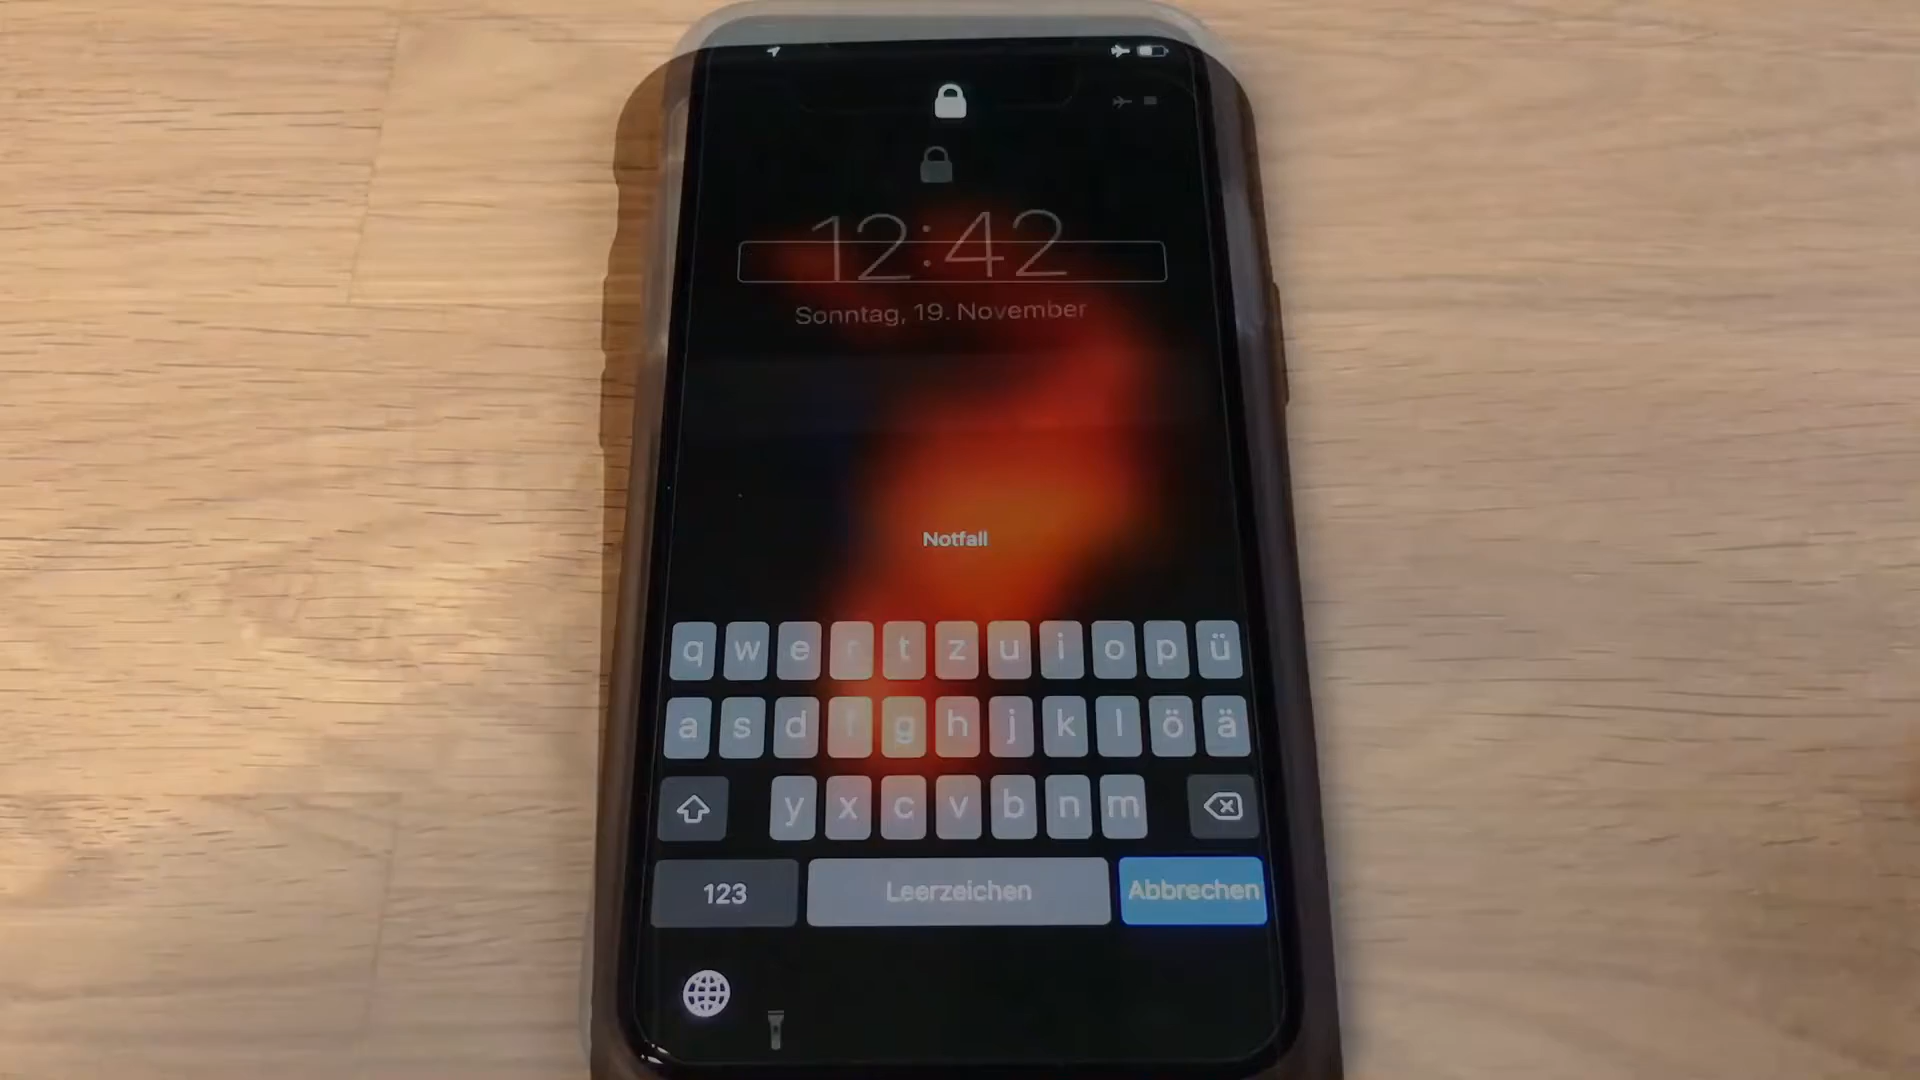 12:42
Sonntag, 19. November
Notfall
q w e r t z u i o p ü
a s d f g h j k l ö ä
y x c v b n m
123 Leerzeichen Abbrechen